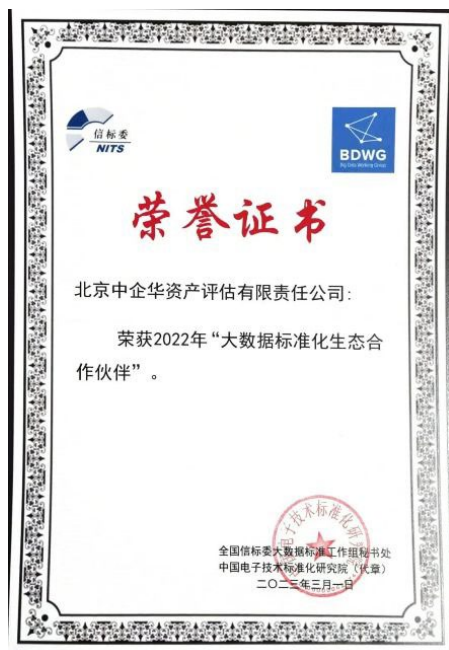 信标委
NITS
BDWG
Big Data Working Group
荣誉证书
北京中企华资产评估有限责任公司：
荣获2022年“大数据标准化生态合
作伙伴”。
全国信标委大数据标准工作组秘书处
中国电子技术标准化研究院（代章）
二〇二三年三月一日